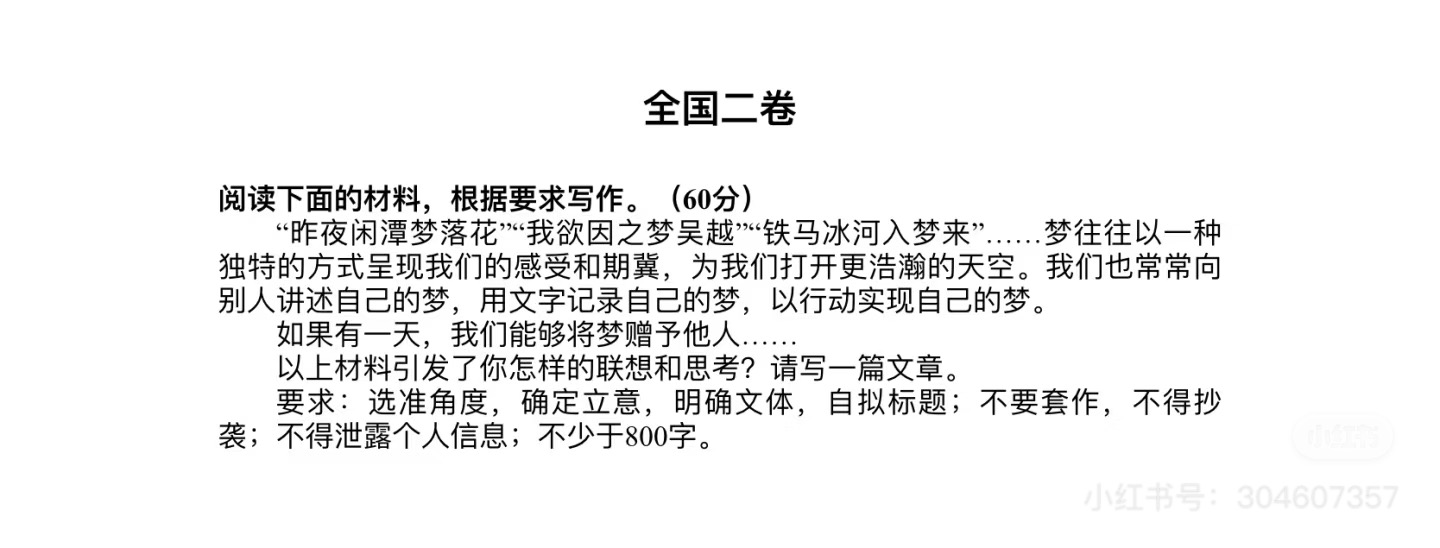 全国二卷
阅读下面的材料，根据要求写作。（60分）
“昨夜闲潭梦落花”“我欲因之梦吴越”“铁马冰河入梦来”……梦往往以一种
独特的方式呈现我们的感受和期冀，为我们打开更浩瀚的天空。我们也常常向
别人讲述自己的梦，用文字记录自己的梦，以行动实现自己的梦。
如果有一天，我们能够将梦赠予他人……
以上材料引发了你怎样的联想和思考？请写一篇文章。
要求：选准角度，确定立意，明确文体，自拟标题；不要套作，不得抄
袭；不得泄露个人信息；不少于800字。
小红书
小红书号：304607357